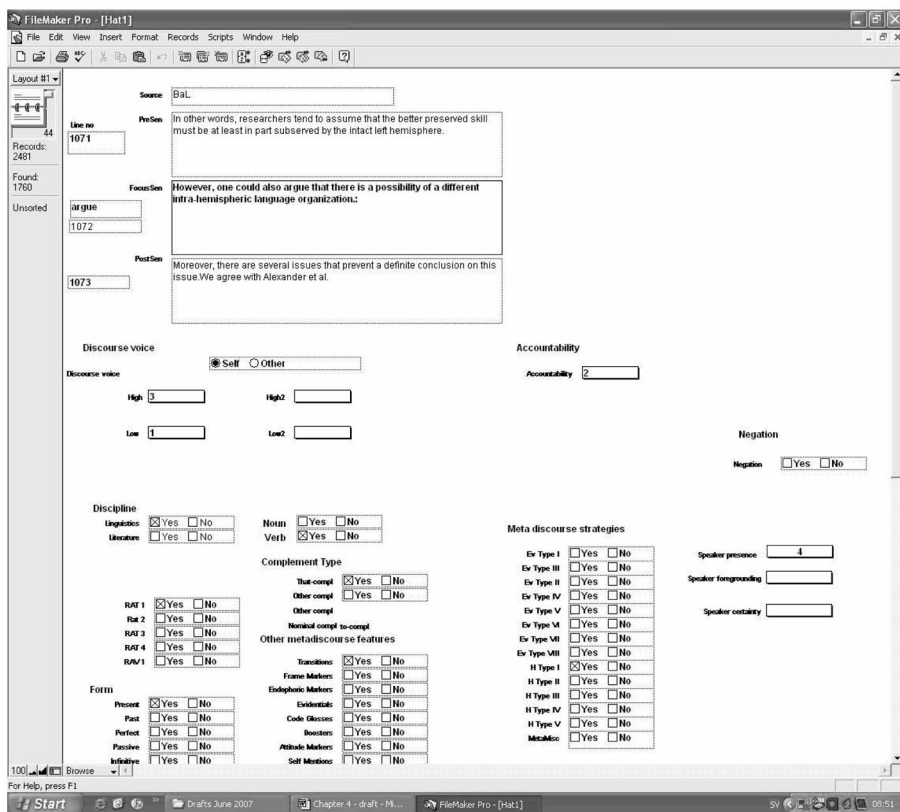 FileMaker Pro - [Hat1]
File Edit View Insert Format Records Scripts Window Help
Layout #1
44
Records:
2481
Found:
1760
Unsorted
Source BaL
Line no
1071
PreSen
In other words, researchers tend to assume that the better preserved skill
must be at least in part subserved by the intact left hemisphere.
FocusSen
argue
1072
However, one could also argue that there is a possibility of a different
intra-hemispheric language organization.:
PostSen
1073
Moreover, there are several issues that prevent a definite conclusion on this
issue.We agree with Alexander et al.
Discourse voice
Self Other
Discourse voice
High 3 High2
Low 1 Low2
Accountability
Accountability 2
Negation
Negation Yes No
Discipline
Linguistics Yes No
Literature Yes No
Noun Yes No
Verb Yes No
Complement Type
That-compl Yes No
Other compl Yes No
Other compl
Nominal compl to-compl
RAT 1 Yes No
Rat 2 Yes No
RAT 3 Yes No
RAT 4 Yes No
RAV1 Yes No
Other metadiscourse features
Transitions Yes No
Frame Markers Yes No
Endophoric Markers Yes No
Evidentials Yes No
Code Glosses Yes No
Boosters Yes No
Attitude Markers Yes No
Self Mentions Yes No
Form
Present Yes No
Past Yes No
Perfect Yes No
Passive Yes No
Infinitive Yes No
Meta discourse strategies
Ev Type I Yes No
Ev Type III Yes No
Ev Type II Yes No
Ev Type IV Yes No
Ev Type V Yes No
Ev Type VI Yes No
Ev Type VII Yes No
Ev Type VIII Yes No
H Type I Yes No
H Type II Yes No
H Type III Yes No
H Type IV Yes No
H Type V Yes No
MetaMisc Yes No
Speaker presence 4
Speaker foregrounding
Speaker certainty
100 Browse
For Help, press F1
Start Drafts June 2007 Chapter 4 - draft - M... FileMaker Pro - [Hat1] SV 08:51